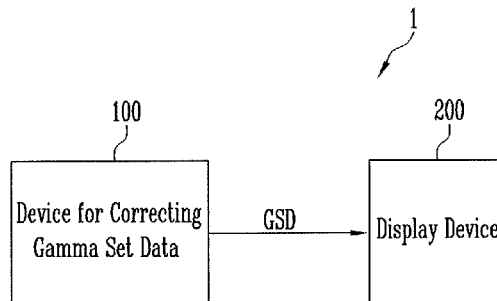 1
100
200
Device for Correcting
Gamma Set Data
GSD
Display Device